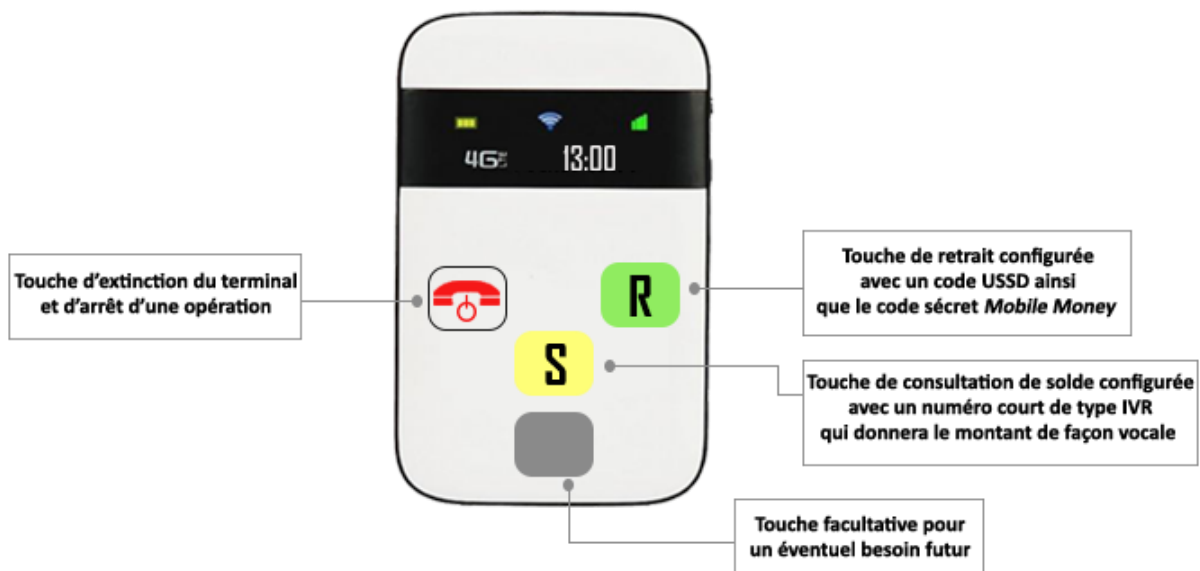 4G LTE 13:00
Touche d'extinction du terminal
et d'arrêt d'une opération
R
Touche de retrait configurée
avec un code USSD ainsi
que le code sécret Mobile Money
S
Touche de consultation de solde configurée
avec un numéro court de type IVR
qui donnera le montant de façon vocale
Touche facultative pour
un éventuel besoin futur